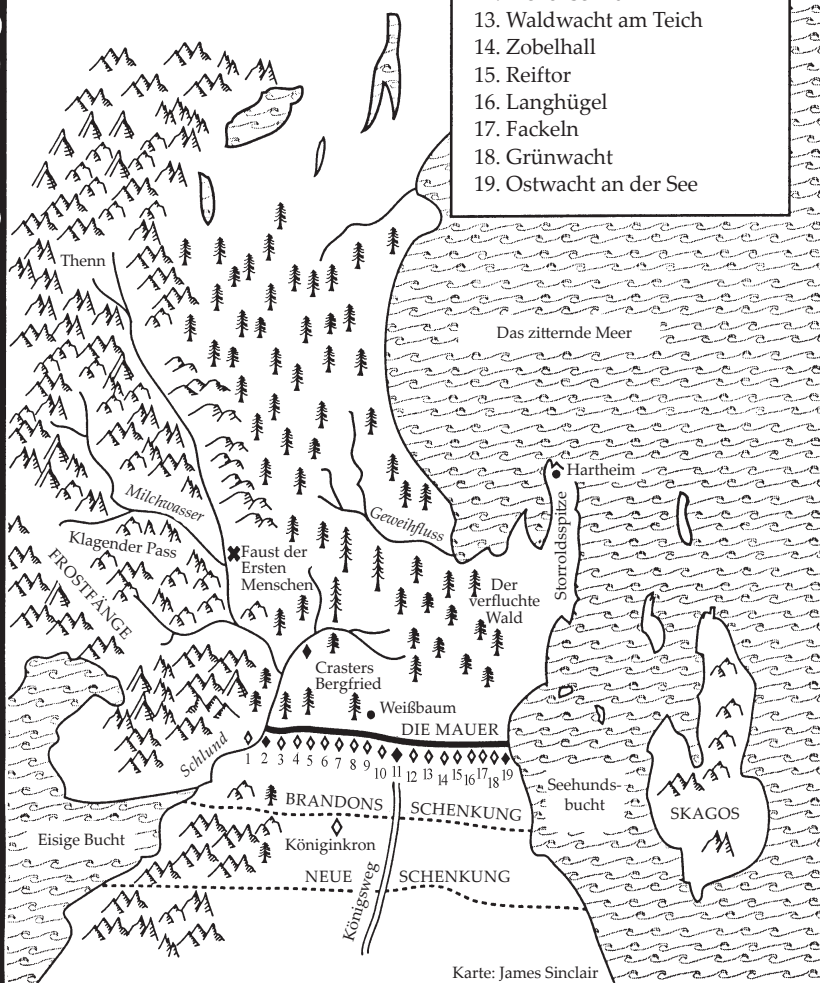 13. Waldwacht am Teich
14. Zobelhall
15. Reiftor
16. Langhügel
17. Fackeln
18. Grünwacht
19. Ostwacht an der See
Thenn
Das zitternde Meer
Hartheim
Milchwasser
Geweihfluss
Storroldsspitze
Klagender Pass
Faust der
Ersten
Menschen
FROSTFÄNGE
Der
verfluchte
Wald
Crasters
Bergfried
Weißbaum
DIE MAUER
Schlund
1 2 3 4 5 6 7 8 9 10 11 12 13 14 15 16 17 18 19
Seehunds-
bucht
SKAGOS
BRANDONS SCHENKUNG
Eisige Bucht
Königinkron
NEUE SCHENKUNG
Königsweg
Karte: James Sinclair